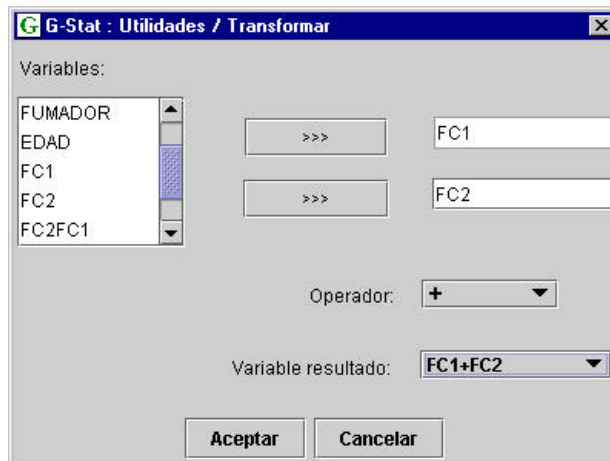 G G-Stat : Utilidades / Transformar
Variables:
FUMADOR
EDAD
FC1
FC2
FC2FC1
>>>
FC1
>>>
FC2
Operador:
+
Variable resultado:
FC1+FC2
Aceptar
Cancelar